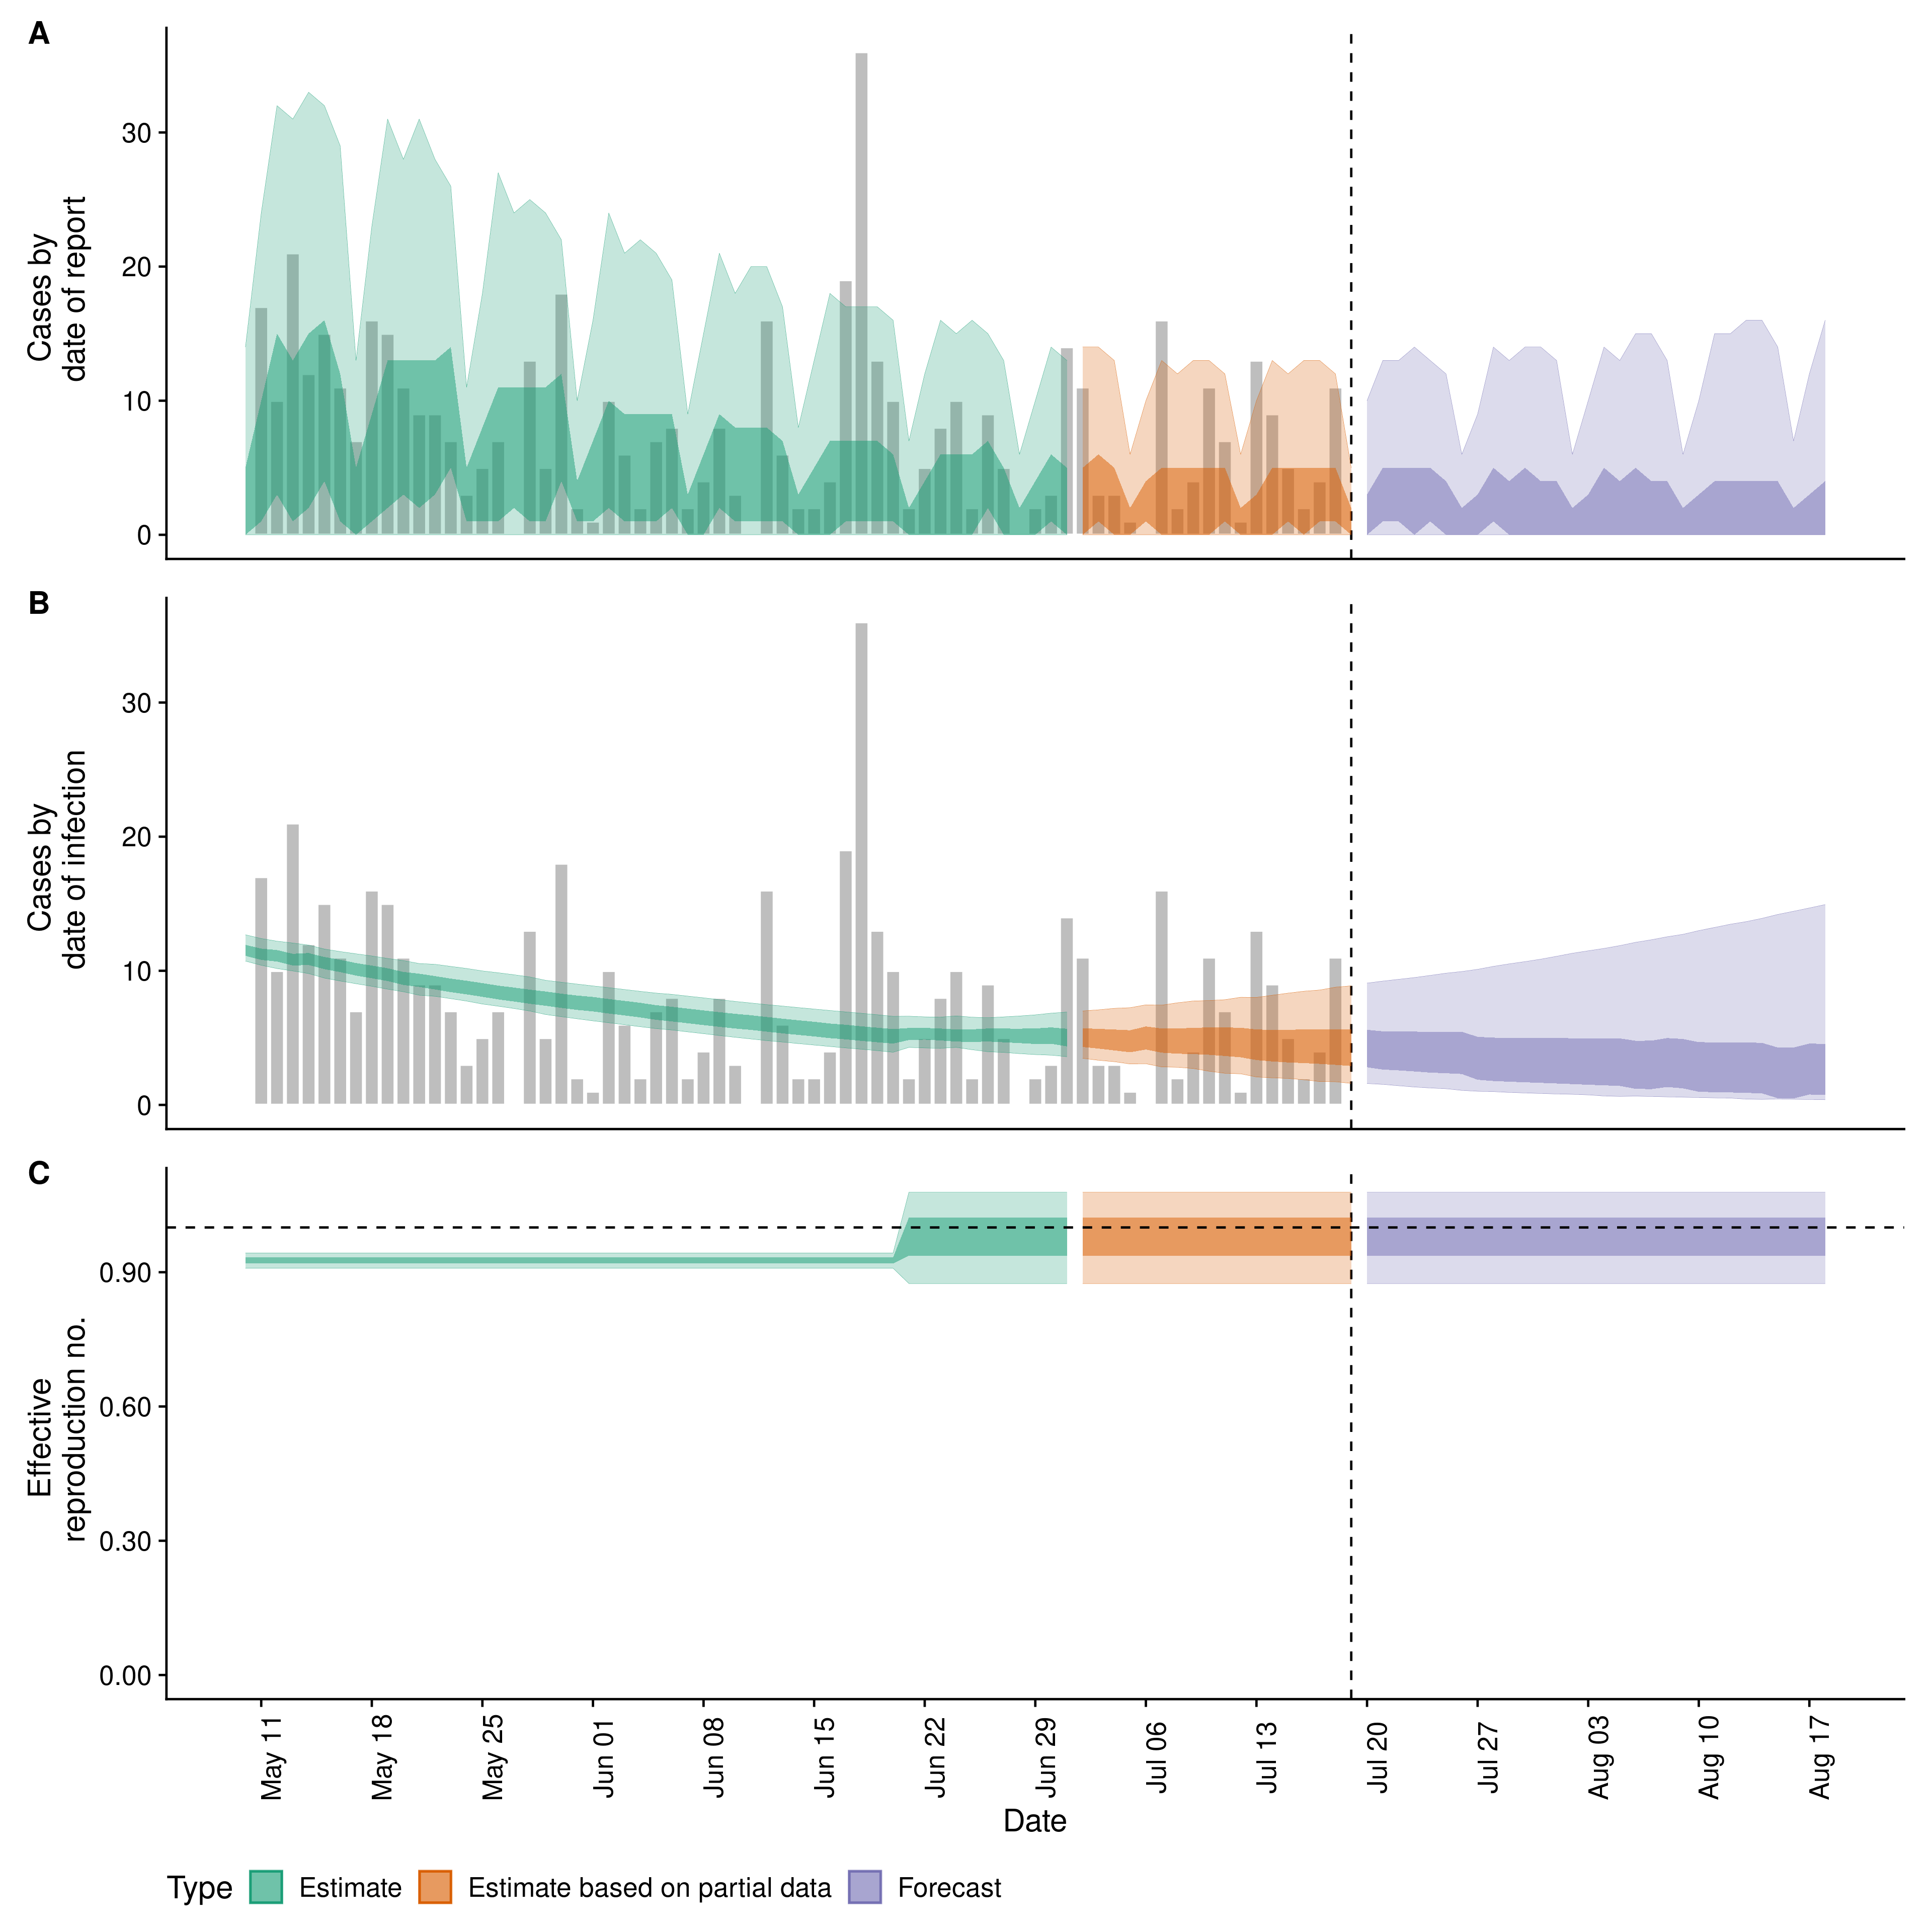 A
Cases by
date of report
30
20
10
0
B
Cases by
date of infection
30
20
10
0
C
Effective
reproduction no.
0.90
0.60
0.30
0.00
May 11
May 18
May 25
Jun 01
Jun 08
Jun 15
Jun 22
Jun 29
Jul 06
Jul 13
Jul 20
Jul 27
Aug 03
Aug 10
Aug 17
Date
Type Estimate Estimate based on partial data Forecast